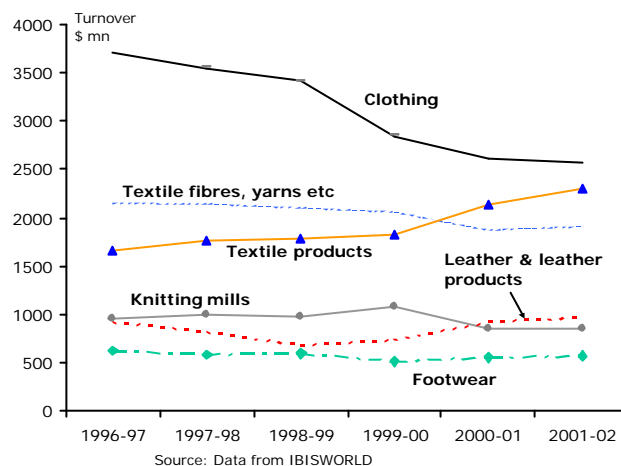 Turnover
$ mn
4000
3500
3000
2500
2000
1500
1000
500
0
Clothing
Textile fibres, yarns etc
Textile products
Leather & leather
products
Knitting mills
Footwear
1996-97 1997-98 1998-99 1999-00 2000-01 2001-02
Source: Data from IBISWORLD